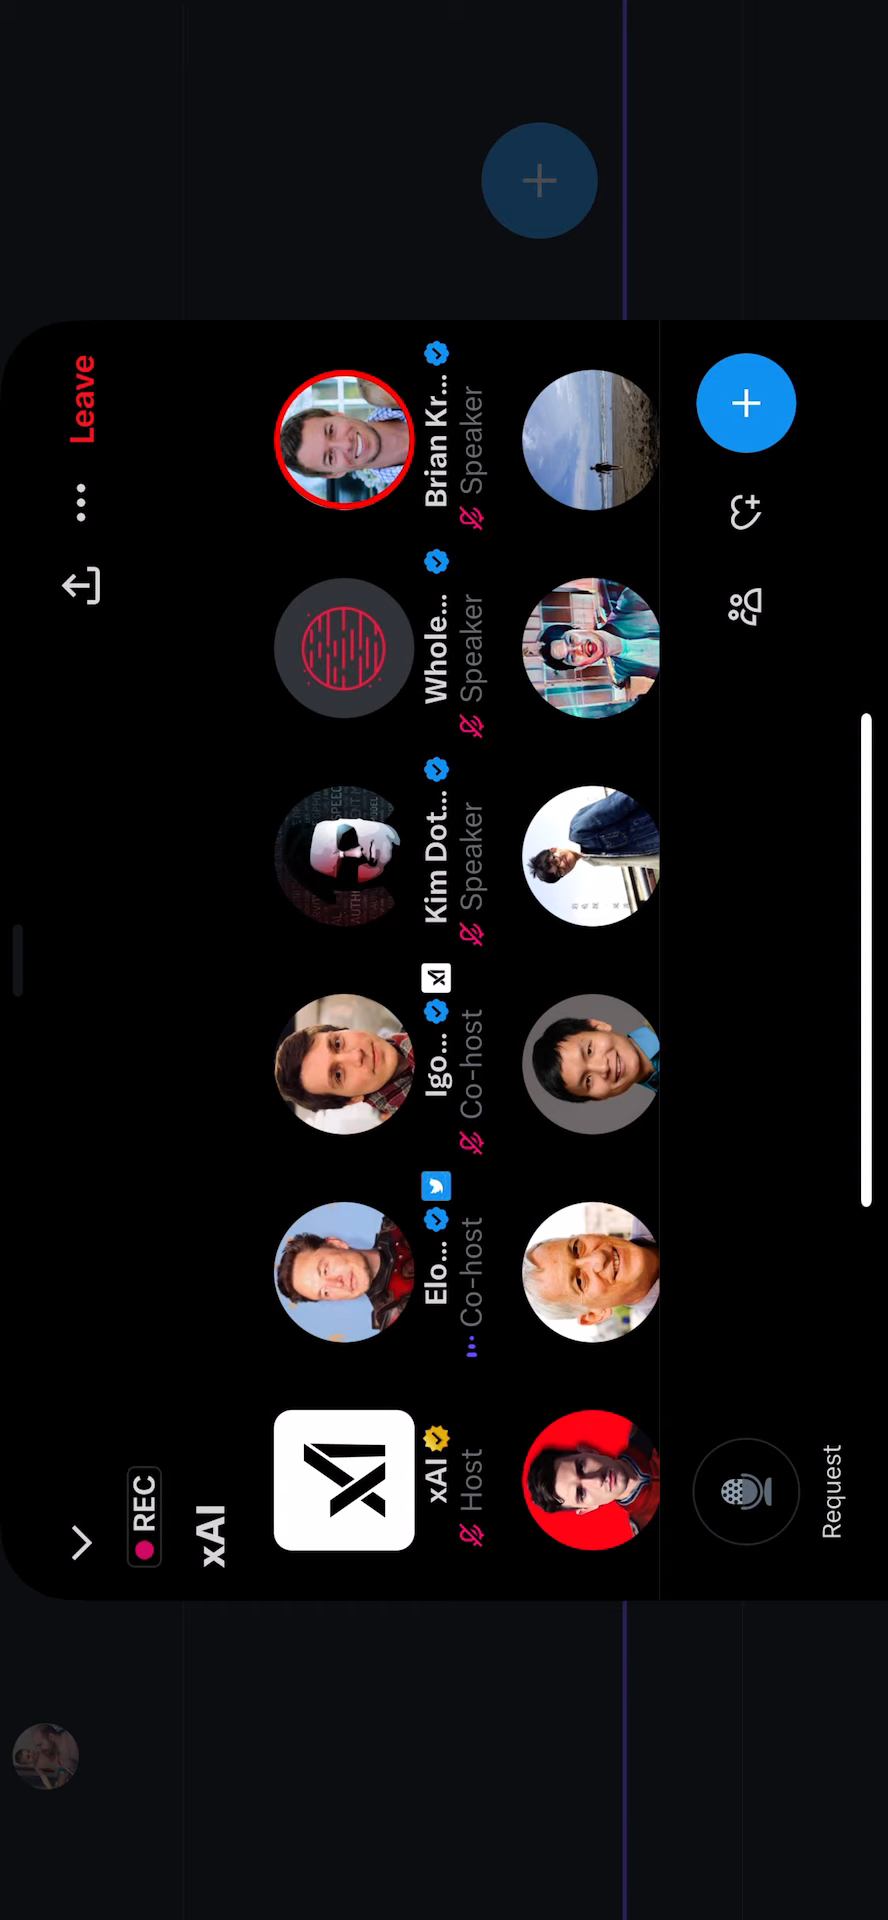 Leave
REC
xAI
xAI
Host
Elo...
Co-host
Igo...
Co-host
Kim Dot...
Speaker
Whole...
Speaker
Brian Kr...
Speaker
Request